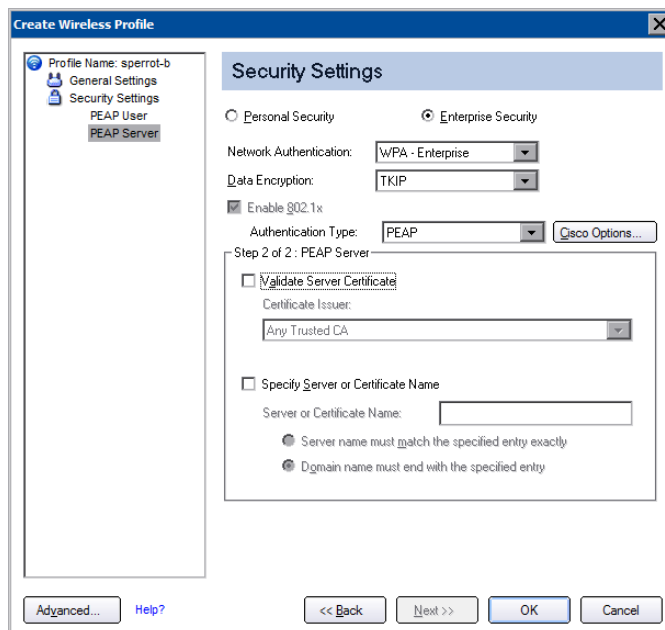 Create Wireless Profile
Profile Name: sperrot-b
General Settings
Security Settings
PEAP User
PEAP Server
Security Settings
Personal Security
Enterprise Security
Network Authentication:
WPA - Enterprise
Data Encryption:
TKIP
Enable 802.1x
Authentication Type:
PEAP
Cisco Options...
Step 2 of 2 : PEAP Server
Validate Server Certificate
Certificate Issuer:
Any Trusted CA
Specify Server or Certificate Name
Server or Certificate Name:
Server name must match the specified entry exactly
Domain name must end with the specified entry
Advanced...
Help?
<< Back
Next >>
OK
Cancel